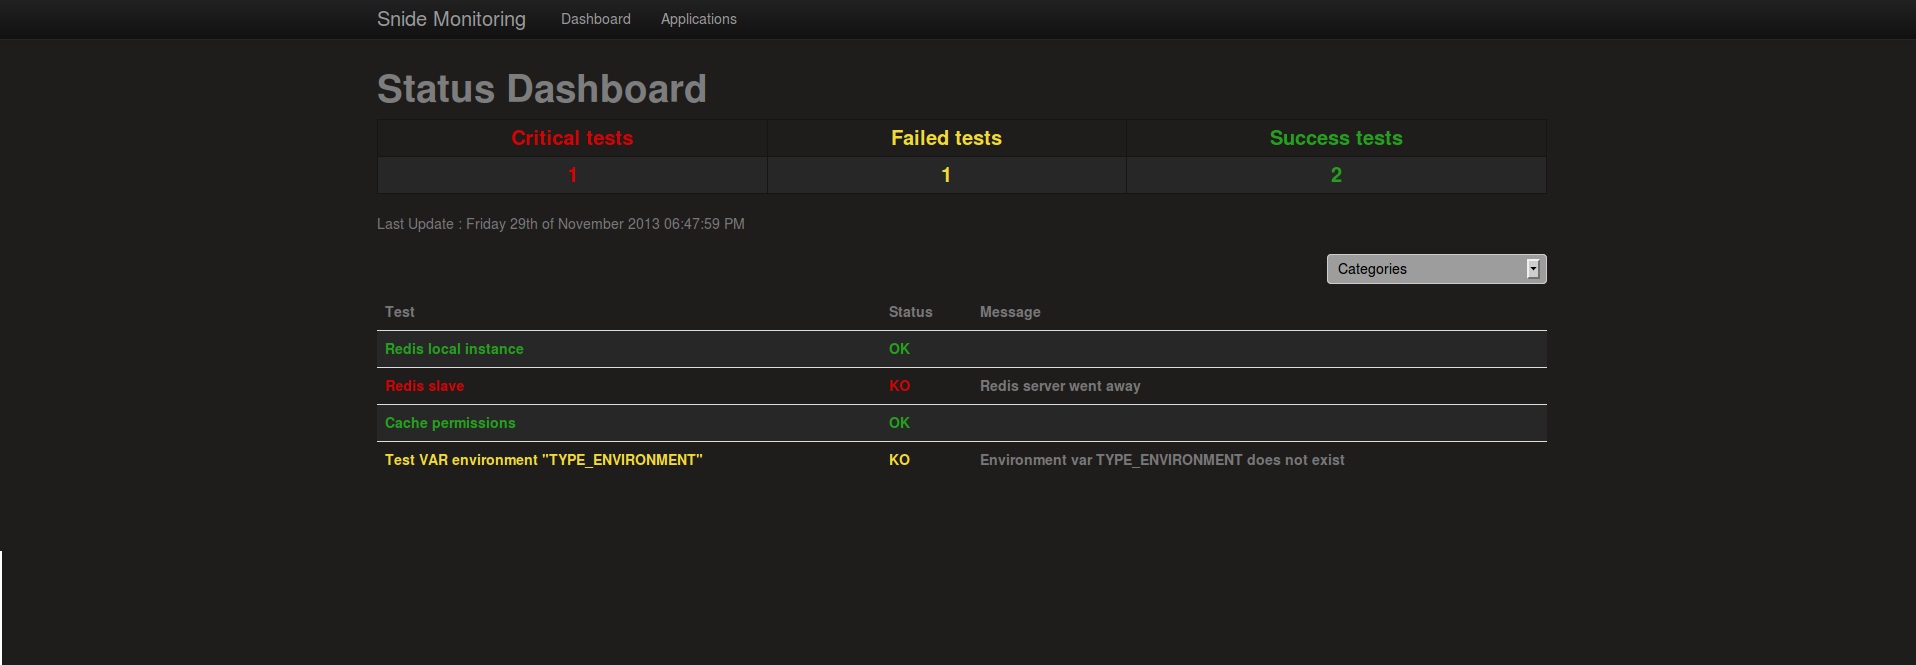 Snide Monitoring Dashboard Applications
Status Dashboard
Critical tests Failed tests Success tests
1 1 2
Last Update : Friday 29th of November 2013 06:47:59 PM
Categories
Test Status Message
Redis local instance OK
Redis slave KO Redis server went away
Cache permissions OK
Test VAR environment "TYPE_ENVIRONMENT" KO Environment var TYPE_ENVIRONMENT does not exist